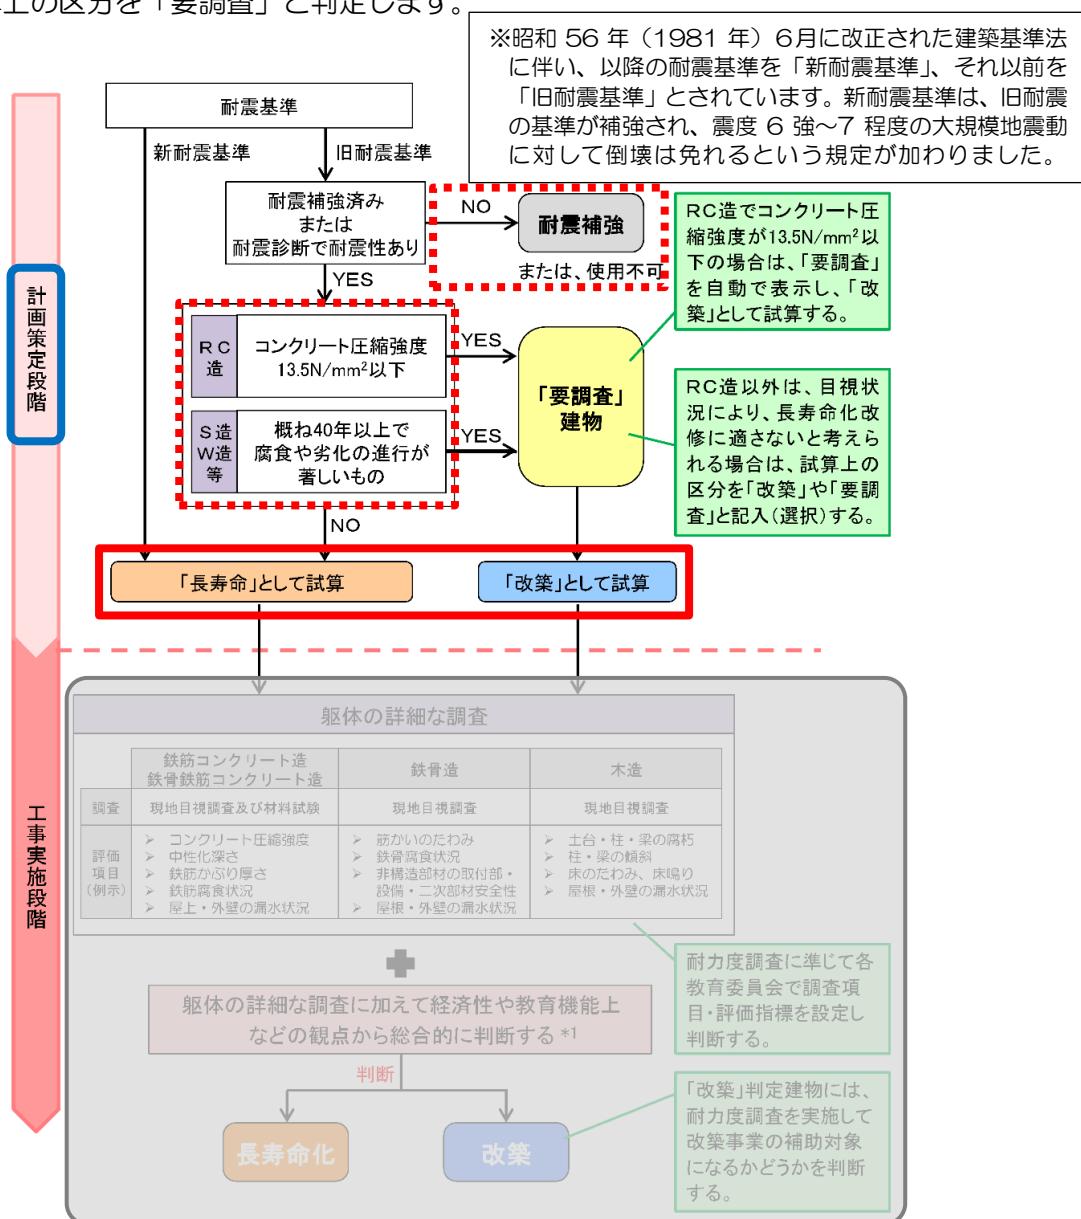 上の区分を「要調査」と判定します。
※昭和 56 年（1981 年）6月に改正された建築基準法
に伴い、以降の耐震基準を「新耐震基準」、それ以前を
「旧耐震基準」とされています。新耐震基準は、旧耐震
の基準が補強され、震度 6 強～7 程度の大規模地震動
に対して倒壊は免れるという規定が加わりました。
耐震基準
新耐震基準
旧耐震基準
耐震補強済み
または
耐震診断で耐震性あり
NO
耐震補強
または、使用不可
YES
RC造でコンクリート圧
縮強度が13.5N/mm²以
下の場合は、「要調査」
を自動で表示し、「改
築」として試算する。
計画策定段階
RC
造
コンクリート圧縮強度
13.5N/mm²以下
YES
「要調査」
建物
S造
W造
等
概ね40年以上で
腐食や劣化の進行が
著しいもの
YES
RC造以外は、目視状
況により、長寿命化改
修に適さないと考えら
れる場合は、試算上の
区分を「改築」や「要調
査」と記入(選択)する。
NO
「長寿命」として試算
「改築」として試算
工事実施段階
躯体の詳細な調査
鉄筋コンクリート造
鉄骨鉄筋コンクリート造
鉄骨造
木造
調査
現地目視調査及び材料試験
現地目視調査
現地目視調査
評価
項目
(例示)
➢ コンクリート圧縮強度
➢ 中性化深さ
➢ 鉄筋かぶり厚さ
➢ 鉄筋腐食状況
➢ 屋上・外壁の漏水状況
➢ 筋かいのたわみ
➢ 鉄骨腐食状況
➢ 非構造部材の取付部・
設備・二次部材安全性
➢ 屋根・外壁の漏水状況
➢ 土台・柱・梁の腐朽
➢ 柱・梁の傾斜
➢ 床のたわみ、床鳴り
➢ 屋根・外壁の漏水状況
耐力度調査に準じて各
教育委員会で調査項
目・評価指標を設定し
判断する。
躯体の詳細な調査に加えて経済性や教育機能上
などの観点から総合的に判断する *1
判断
長寿命化
改築
「改築」判定建物には、
耐力度調査を実施して
改築事業の補助対象
になるかどうかを判断
する。